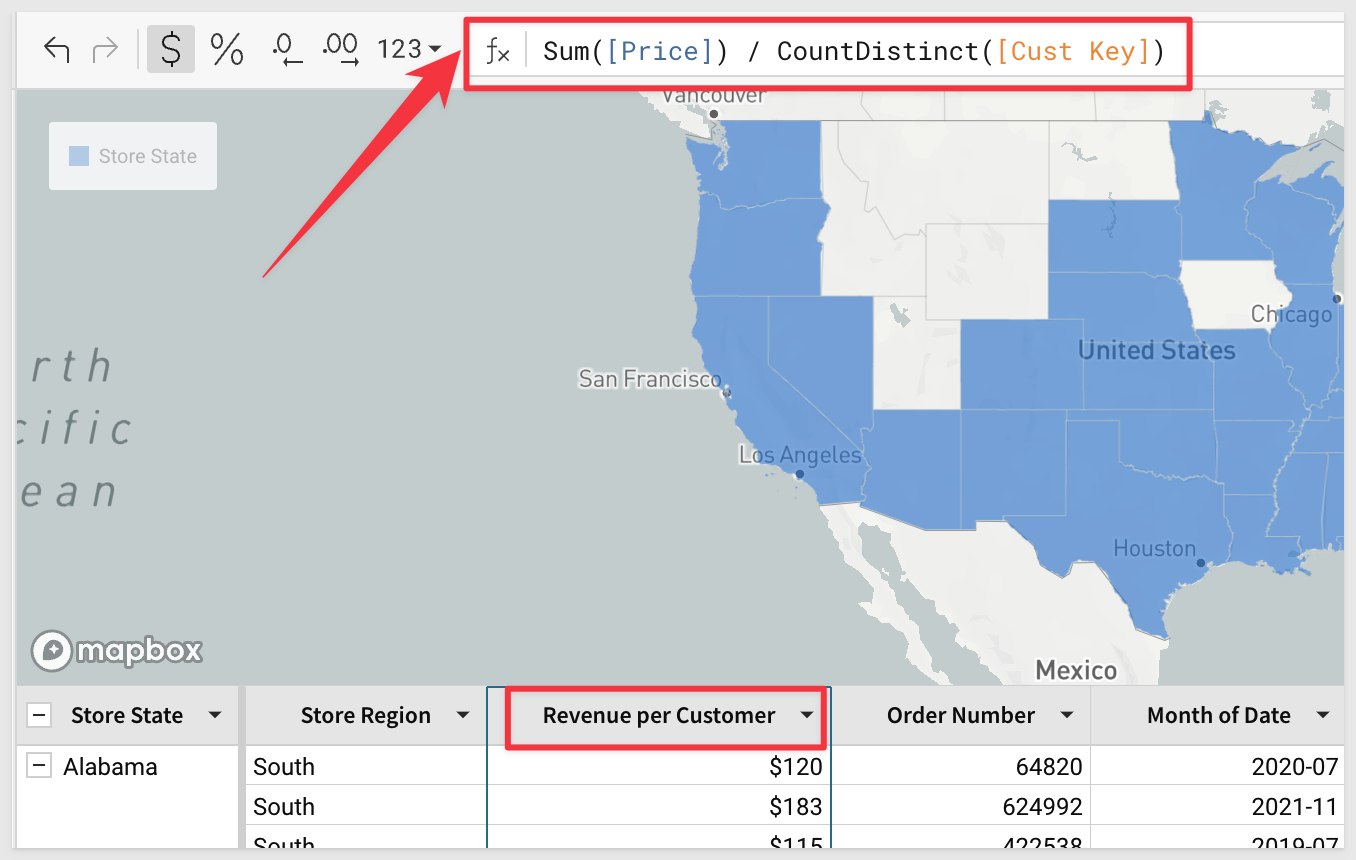 $ % .0 .00 123 fx Sum([Price]) / CountDistinct([Cust Key])
Vancouver
Store State
Chicago
United States
rth
San Francisco
cific
Los Angeles
ean
Houston
mapbox
Mexico
Store State Store Region Revenue per Customer Order Number Month of Date
Alabama South $120 64820 2020-07
South $183 624992 2021-11
South $115 422538 2019-07